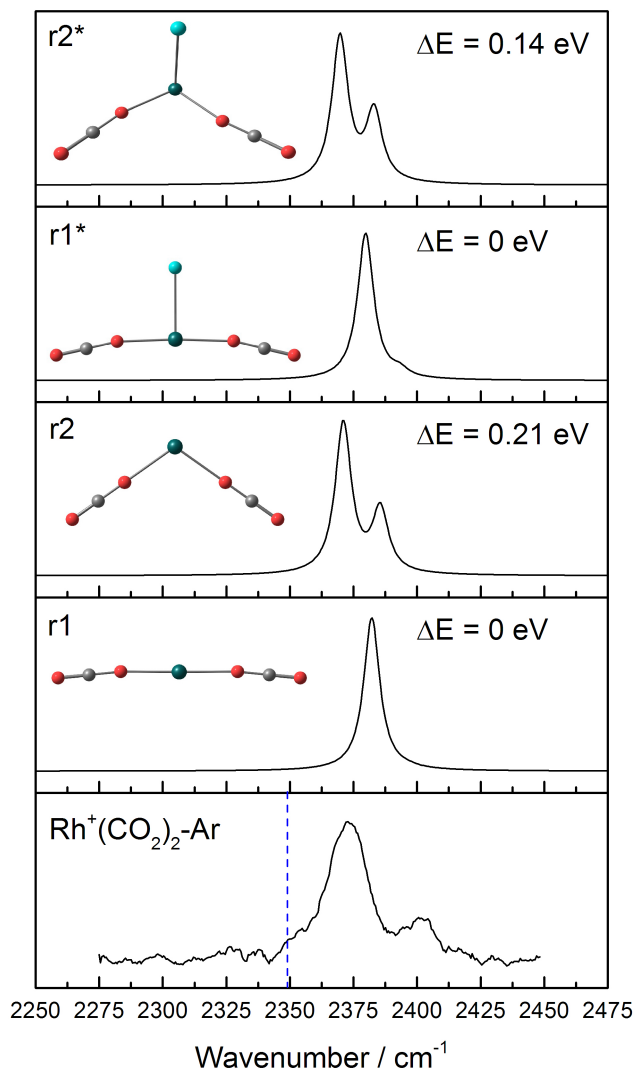 r2*
ΔE = 0.14 eV
r1*
ΔE = 0 eV
r2
ΔE = 0.21 eV
r1
ΔE = 0 eV
Rh⁺(CO₂)₂-Ar
2250 2275 2300 2325 2350 2375 2400 2425 2450 2475
Wavenumber / cm⁻¹